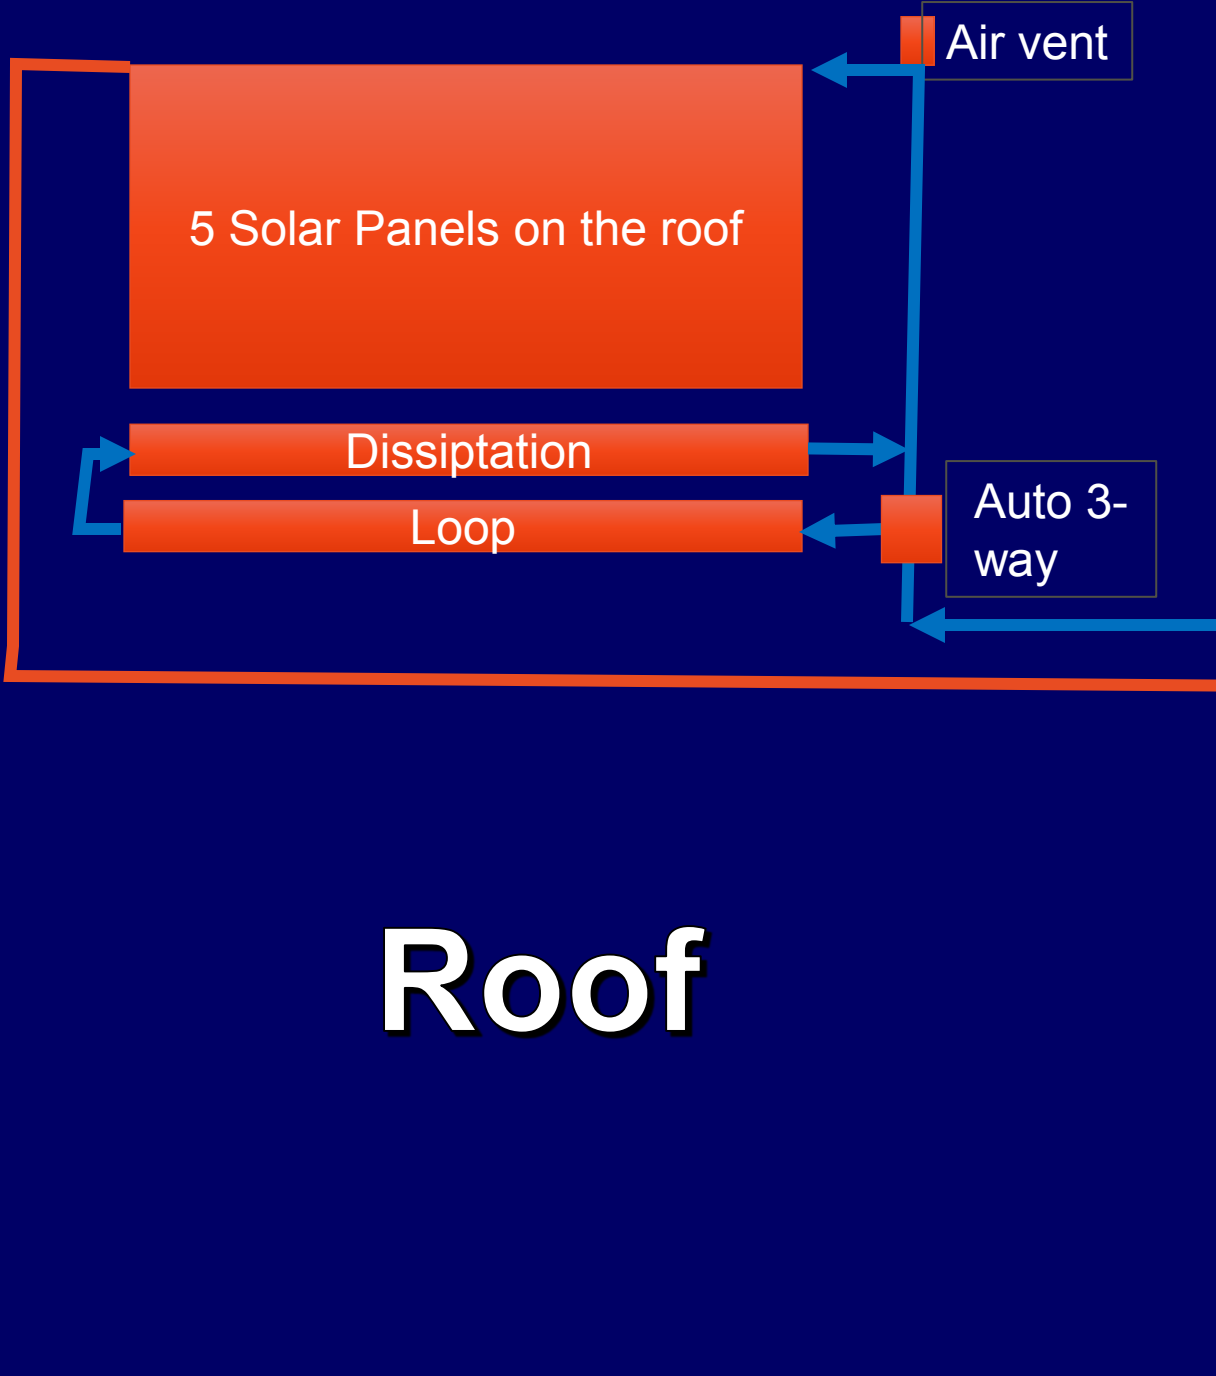 Air vent
5 Solar Panels on the roof
Dissiptation
Loop
Auto 3-
way
Roof